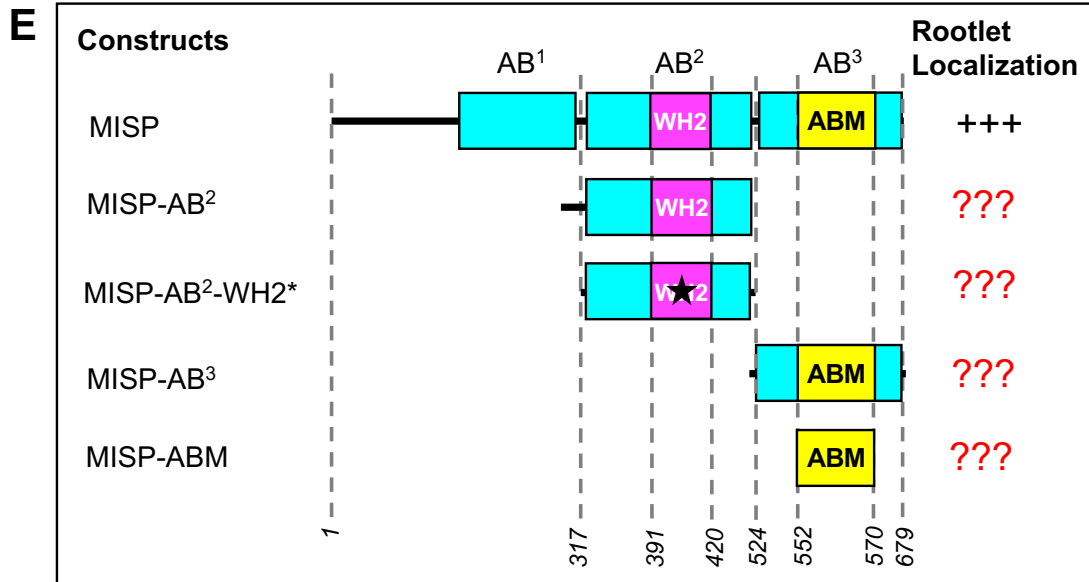 E
Constructs
Rootlet
Localization
AB¹ AB² AB³
MISP WH2 ABM +++
MISP-AB² WH2 ???
MISP-AB²-WH2* WH2 ???
MISP-AB³ ABM ???
MISP-ABM ABM ???
1 317 391 420 524 552 570 679